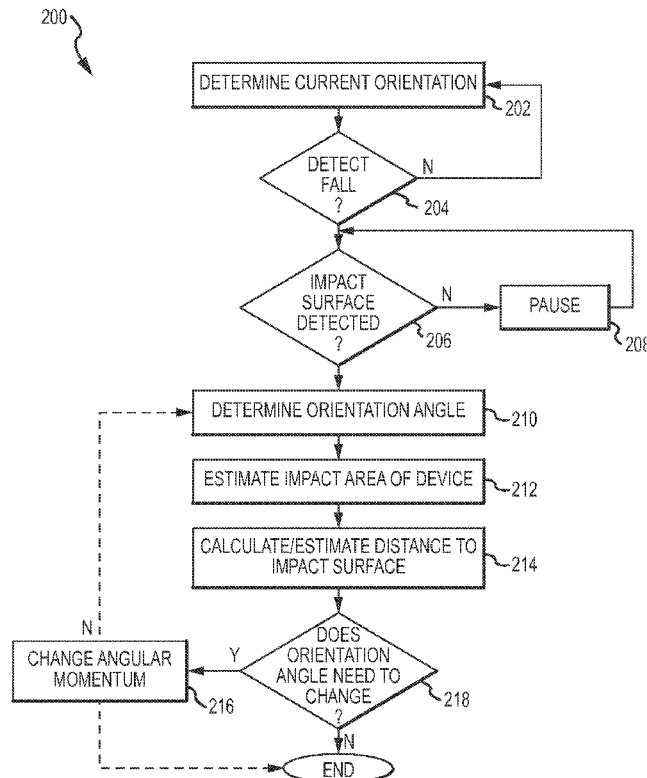 200
DETERMINE CURRENT ORIENTATION
202
DETECT
FALL
?
N
204
IMPACT
SURFACE
DETECTED
?
N
206
PAUSE
208
DETERMINE ORIENTATION ANGLE
210
ESTIMATE IMPACT AREA OF DEVICE
212
CALCULATE/ESTIMATE DISTANCE TO
IMPACT SURFACE
214
N
CHANGE ANGULAR
MOMENTUM
216
Y
DOES
ORIENTATION
ANGLE NEED TO
CHANGE
?
218
N
END